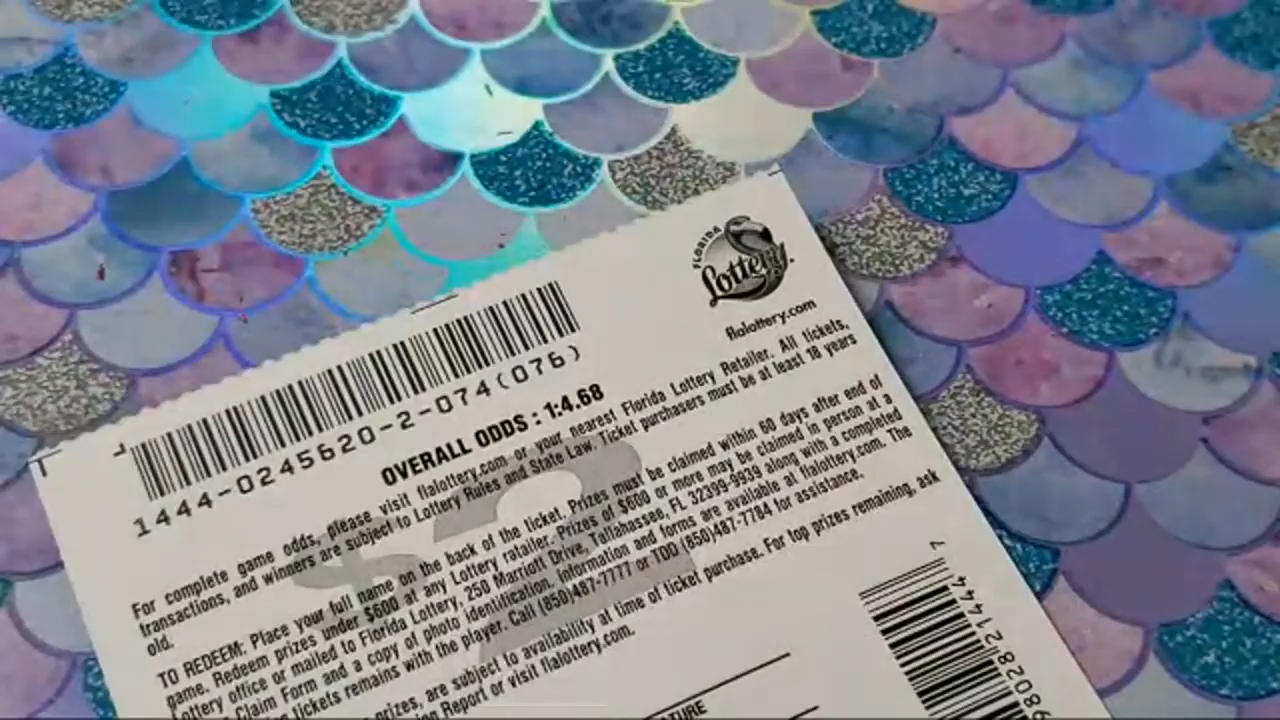 FLORIDA
Lottery.
flalottery.com
1444-0245620-2-074(076)
OVERALL ODDS : 1:4.68
For complete game odds, please visit flalottery.com or your nearest Florida Lottery Retailer. All tickets,
transactions, and winners are subject to Lottery Rules and State Law. Ticket purchasers must be at least 18 years
old.
$2
TO REDEEM: Place your full name on the back of the ticket. Prizes must be claimed within 60 days after end of
game. Redeem prizes under $600 at any Lottery ratailer. Prizes of $600 or more may be claimed in person at a
Lottery office or mailed to Florida Lottery, 250 Marriott Drive, Tallahassee, FL 32399-9939 along with a completed
Claim Form and a copy of photo identification. Information and forms are available at flalottery.com. The
tickets remains with the player. Call (850)487-7777 or TDD (850)487-7784 for assistance.
prizes, are subject to availability at time of ticket purchase. For top prizes remaining, ask
Report or visit flalottery.com.
98028 21444 7